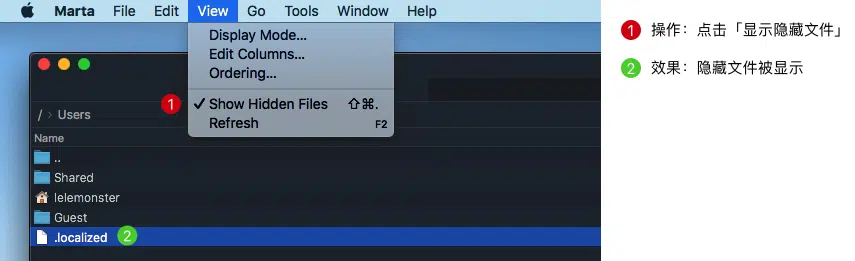 Marta File Edit View Go Tools Window Help
Display Mode...
Edit Columns...
Ordering...
1 ✓ Show Hidden Files ⇧⌘.
Refresh F2
/ › Users
Name
..
Shared
lelemonster
Guest
.localized 2
1 操作：点击「显示隐藏文件」
2 效果：隐藏文件被显示